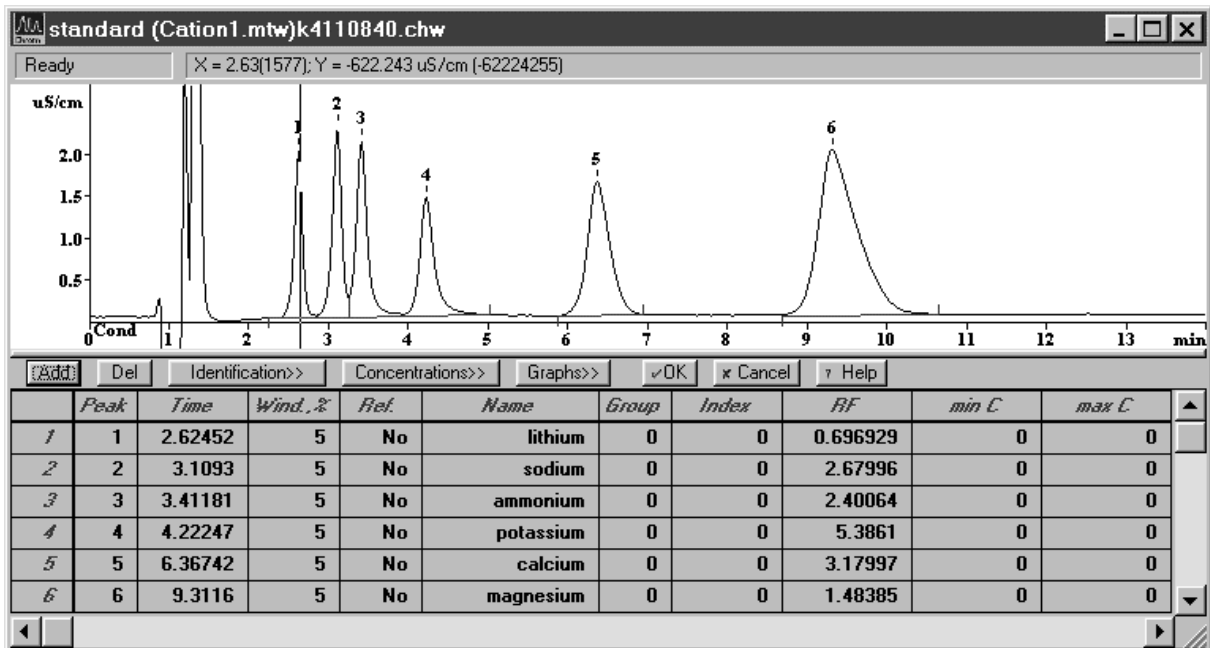 standard (Cation1.mtw)k4110840.chw
Ready X = 2.63(1577); Y = -622.243 uS/cm (-62224255)
uS/cm
2.0
1.5
1.0
0.5
1 2 3 4 5 6
Cond
0 1 2 3 4 5 6 7 8 9 10 11 12 13 min
Add Del Identification>> Concentrations>> Graphs>> OK Cancel ? Help
Peak Time Wind.,% Ref. Name Group Index RF min C max C
1 1 2.62452 5 No lithium 0 0 0.696929 0 0
2 2 3.1093 5 No sodium 0 0 2.67996 0 0
3 3 3.41181 5 No ammonium 0 0 2.40064 0 0
4 4 4.22247 5 No potassium 0 0 5.3861 0 0
5 5 6.36742 5 No calcium 0 0 3.17997 0 0
6 6 9.3116 5 No magnesium 0 0 1.48385 0 0